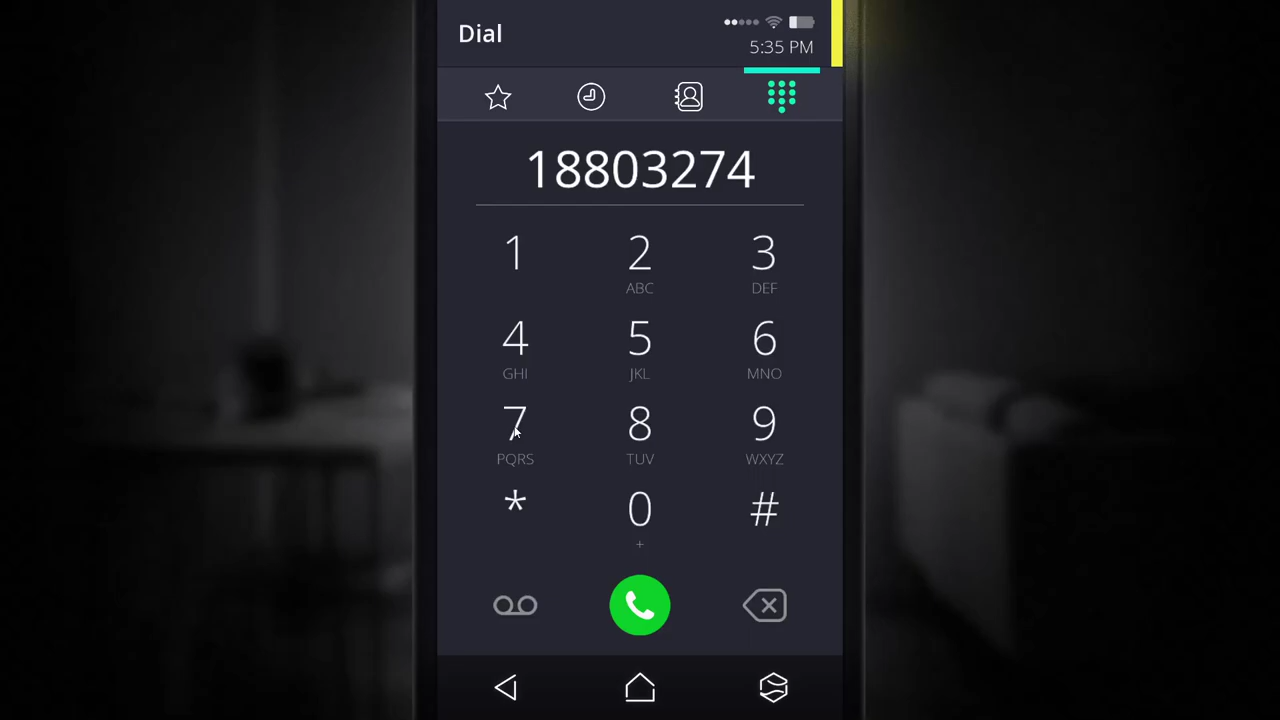 Dial
5:35 PM
18803274
1 2 3
ABC DEF
4 5 6
GHI JKL MNO
7 8 9
PQRS TUV WXYZ
* 0 #
+